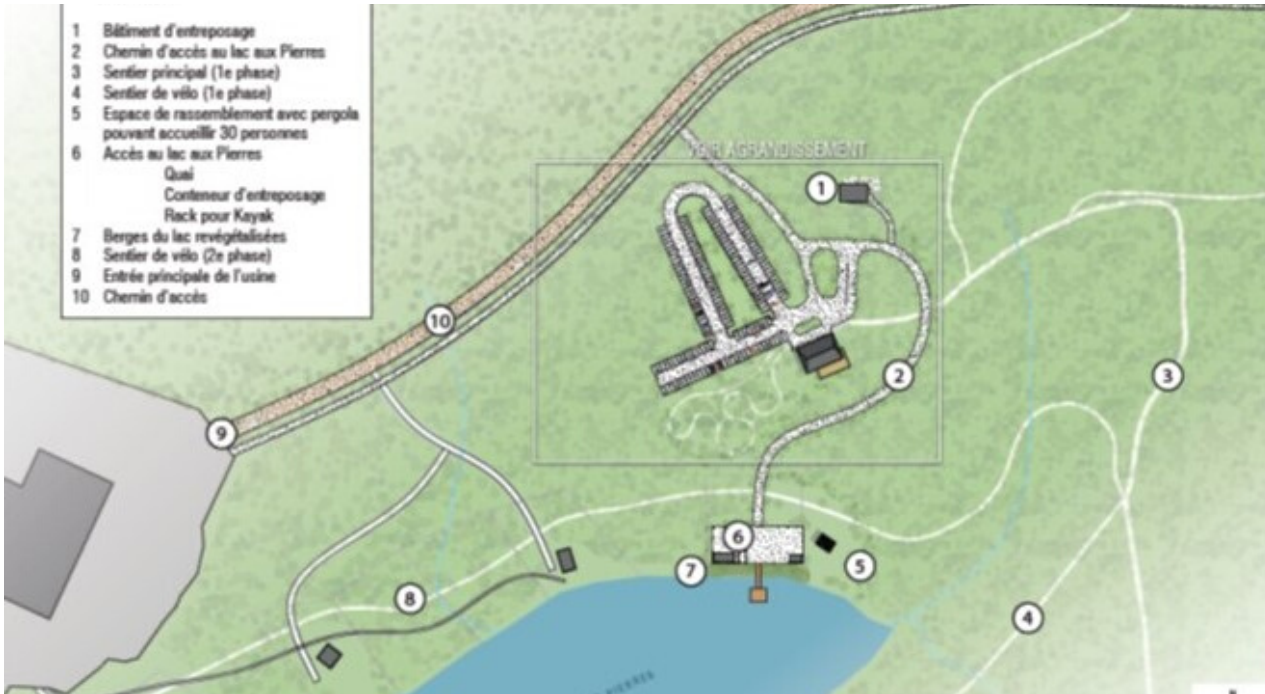 1 Bâtiment d'entreposage
2 Chemin d'accès au lac aux Pierres
3 Sentier principal (1e phase)
4 Sentier de vélo (1e phase)
5 Espace de rassemblement avec pergola
pouvant accueillir 30 personnes
6 Accès au lac aux Pierres
Quai
Conteneur d'entreposage
Rack pour Kayak
7 Berges du lac revégétalisées
8 Sentier de vélo (2e phase)
9 Entrée principale de l'usine
10 Chemin d'accès
VOIR AGRANDISSEMENT
1
10
2
3
9
6
7
5
8
4
PIERRES